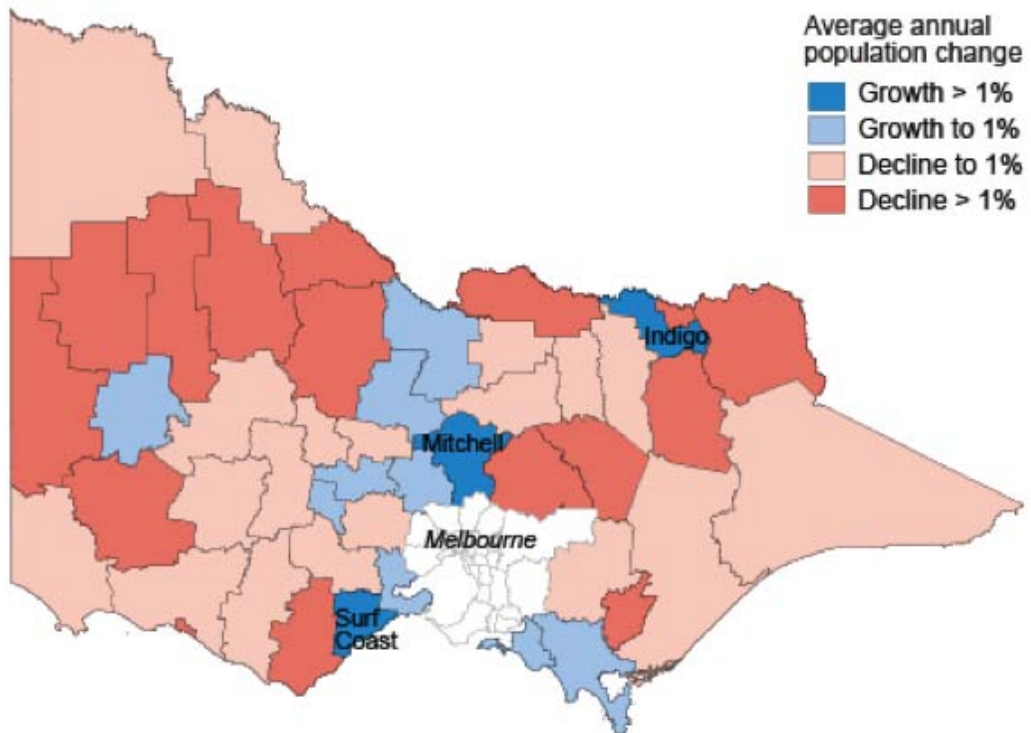 Average annual
population change
Growth > 1%
Growth to 1%
Decline to 1%
Decline > 1%
Indigo
Mitchell
Melbourne
Surf
Coast